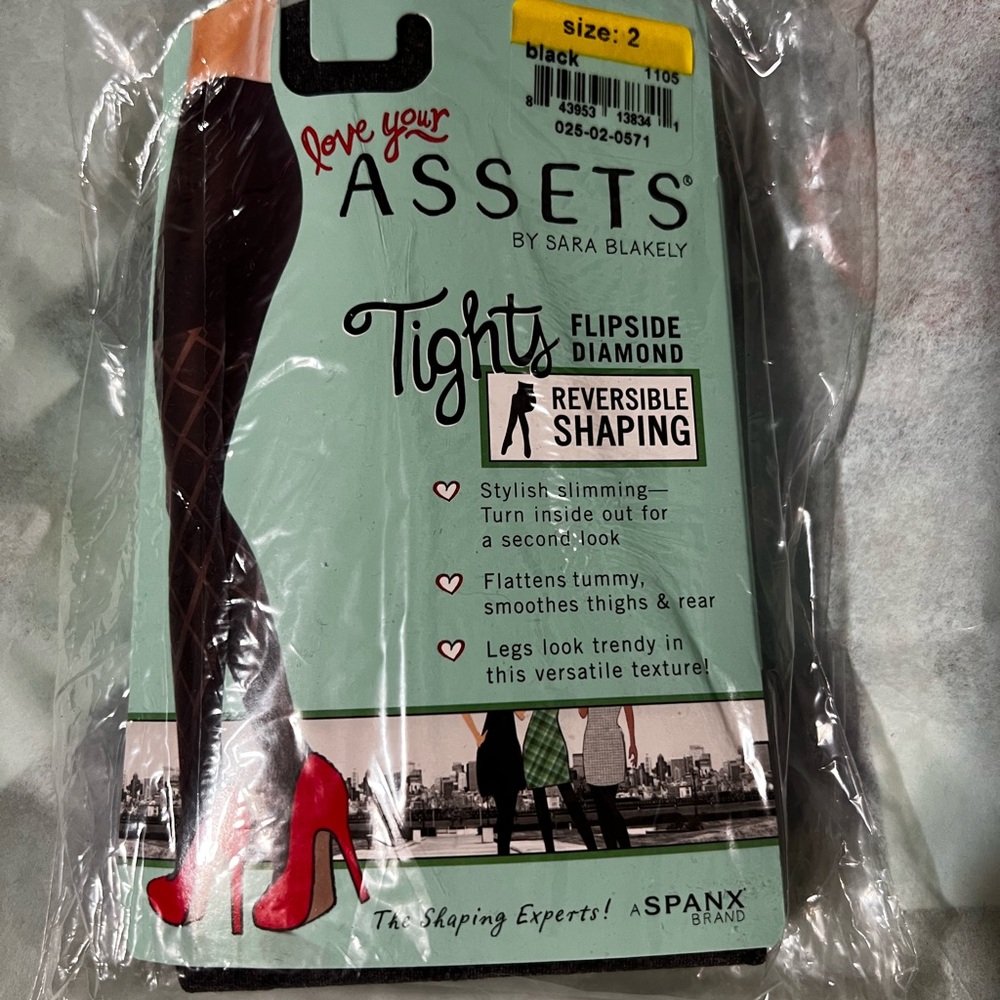 size: 2
black 1105
8 43953 13834 1
025-02-0571
love your
ASSETS®
BY SARA BLAKELY
Tights FLIPSIDE
DIAMOND
REVERSIBLE
SHAPING
Stylish slimming—
Turn inside out for
a second look
Flattens tummy,
smoothes thighs & rear
Legs look trendy in
this versatile texture!
The Shaping Experts! A SPANX®
BRAND